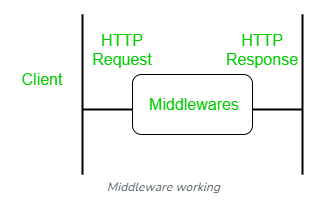 HTTP
Request
HTTP
Response
Client
Middlewares
Middleware working